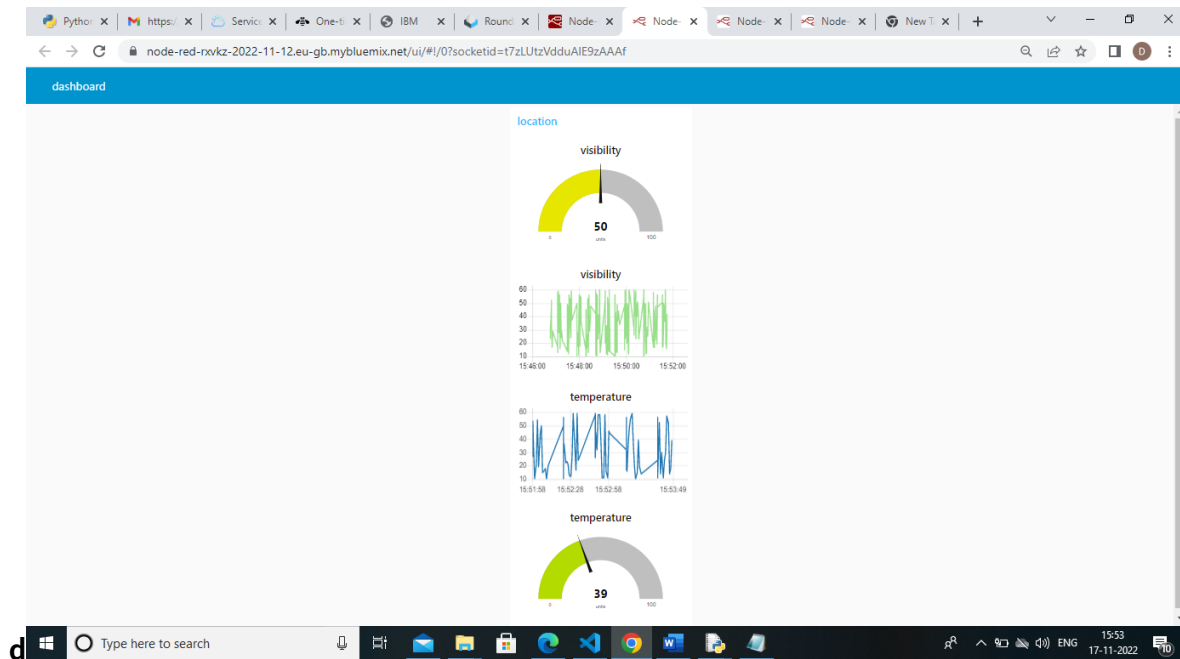 Python
https:/
Service
One-ti
IBM
Round
Node-
Node-
Node-
Node-
New T
node-red-rxvkz-2022-11-12.eu-gb.mybluemix.net/ui/#!/0?socketid=t7zLUtzVdduAIE9zAAAf
D
dashboard
location
visibility
50
0 units 100
visibility
60
50
40
30
20
10
15:46:00 15:48:00 15:50:00 15:52:00
temperature
60
50
40
30
20
10
15:51:58 15:52:28 15:52:58 15:53:49
temperature
39
0 units 100
d
Type here to search
ENG
15:53
17-11-2022
10